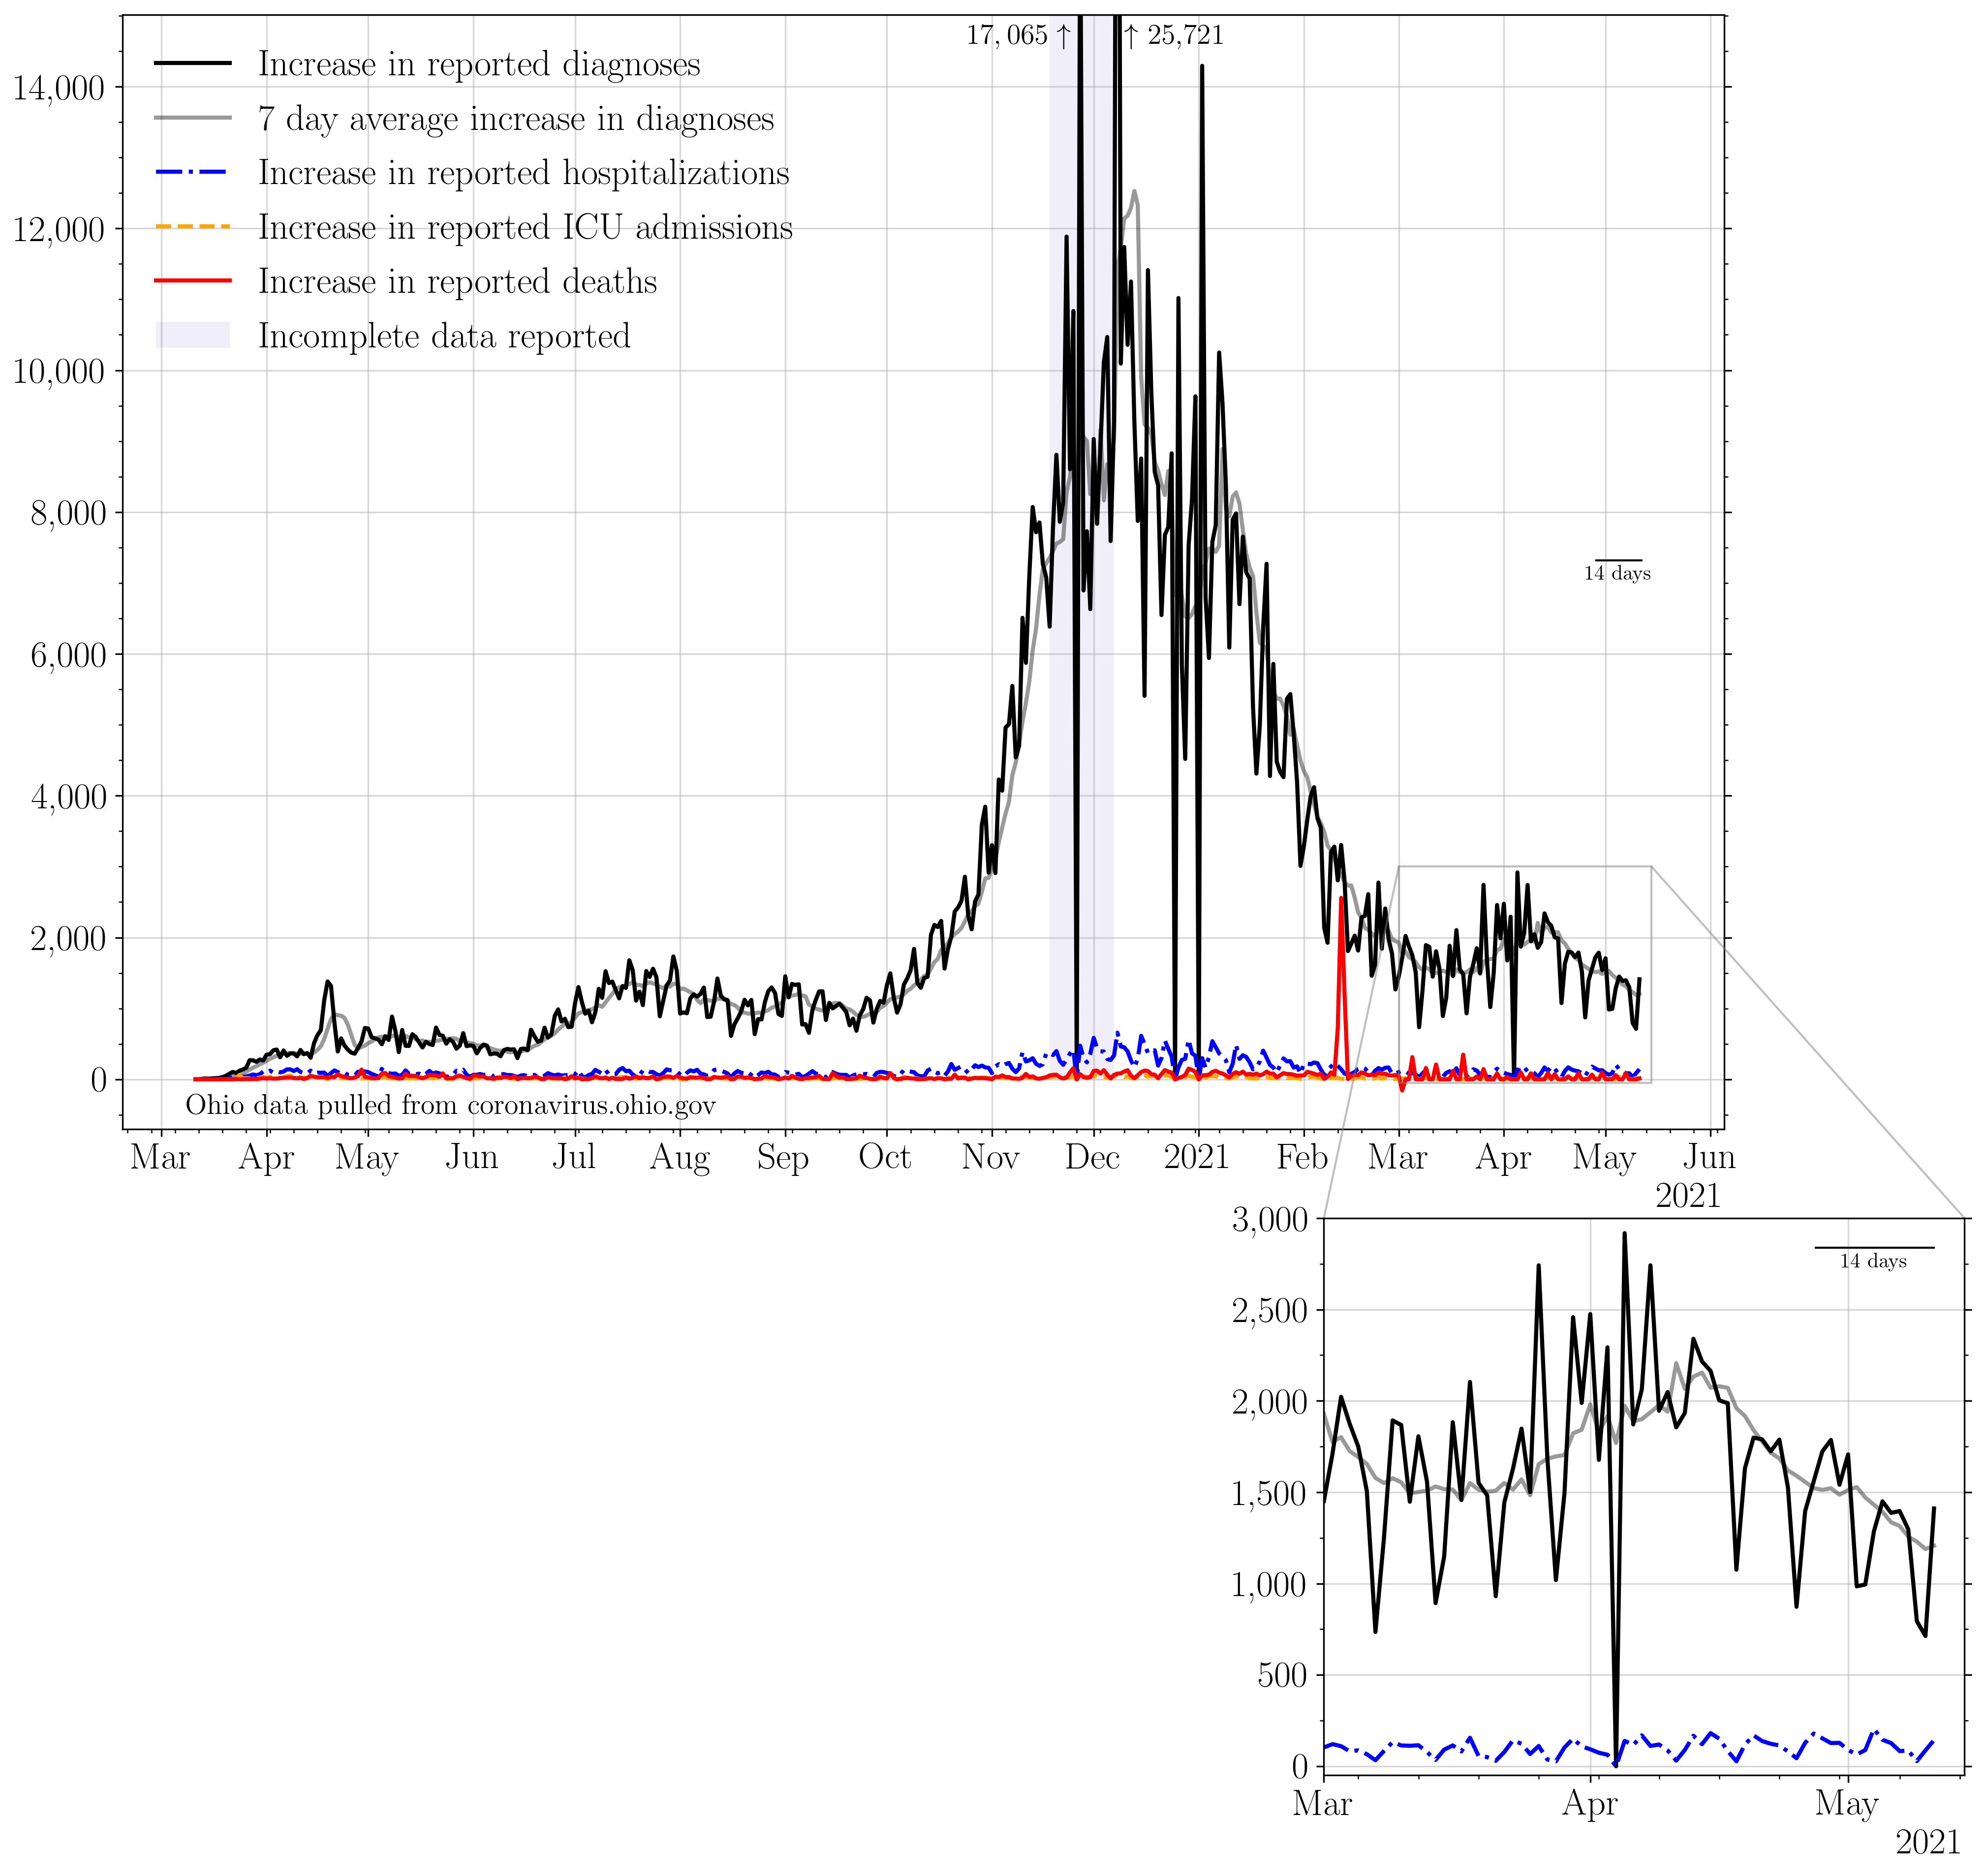 17,065 ↑ ↑ 25,721
Increase in reported diagnoses
7 day average increase in diagnoses
Increase in reported hospitalizations
Increase in reported ICU admissions
Increase in reported deaths
Incomplete data reported
14,000
12,000
10,000
8,000
6,000
4,000
2,000
0
14 days
Ohio data pulled from coronavirus.ohio.gov
Mar Apr May Jun Jul Aug Sep Oct Nov Dec 2021 Feb Mar Apr May Jun
2021
3,000
2,500
2,000
1,500
1,000
500
0
14 days
Mar Apr May
2021